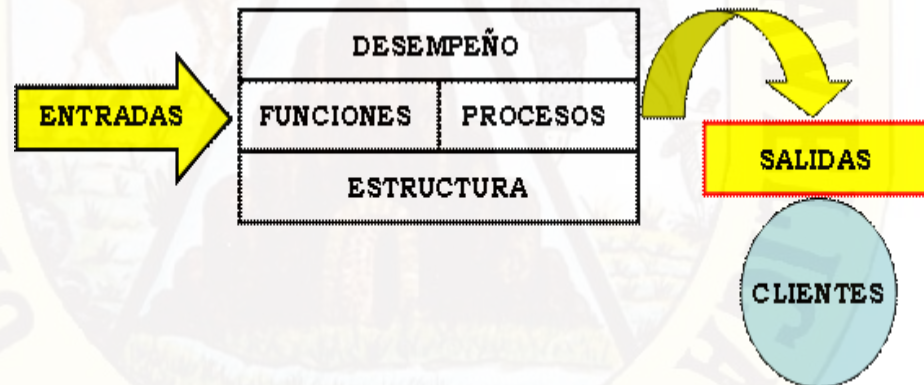 DESEMPEÑO
ENTRADAS
FUNCIONES
PROCESOS
ESTRUCTURA
SALIDAS
CLIENTES